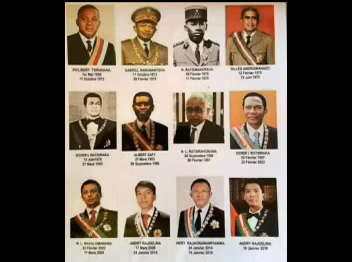 PHILIBERT TSIRANANA
1er Mai 1959
11 Octobre 1972
GABRIEL RAMANANTSOA
11 Octobre 1972
05 Février 1975
R. RATSIMANDRAVA
05 Février 1975
11 Février 1975
GILLES ANDRIAMAHAZO
12 Février 1975
15 Juin 1975
DIDIER I. RATSIRAKA
15 Juin 1975
27 Mars 1993
ALBERT ZAFY
27 Mars 1993
05 Septembre 1996
N. L. RATSIRAHONANA
05 Septembre 1996
09 Février 1997
DIDIER I. RATSIRAKA
09 Février 1997
22 Février 2002
M. L. RAVALOMANANA
22 Février 2002
17 Mars 2009
ANDRY RAJOELINA
17 Mars 2009
24 Janvier 2014
HERY RAJAONARIMAMPIANINA
24 Janvier 2014
ANDRY RAJOELINA
19 Janvier 2019